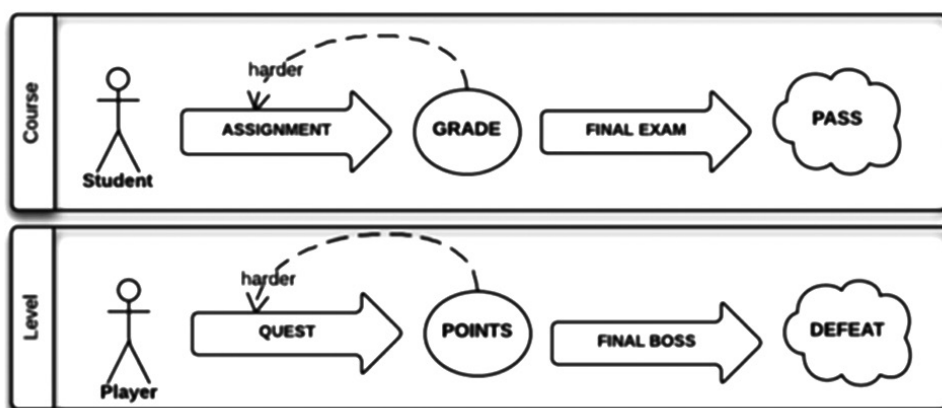 Course
harder
ASSIGNMENT
GRADE
FINAL EXAM
PASS
Student
Level
harder
QUEST
POINTS
FINAL BOSS
DEFEAT
Player